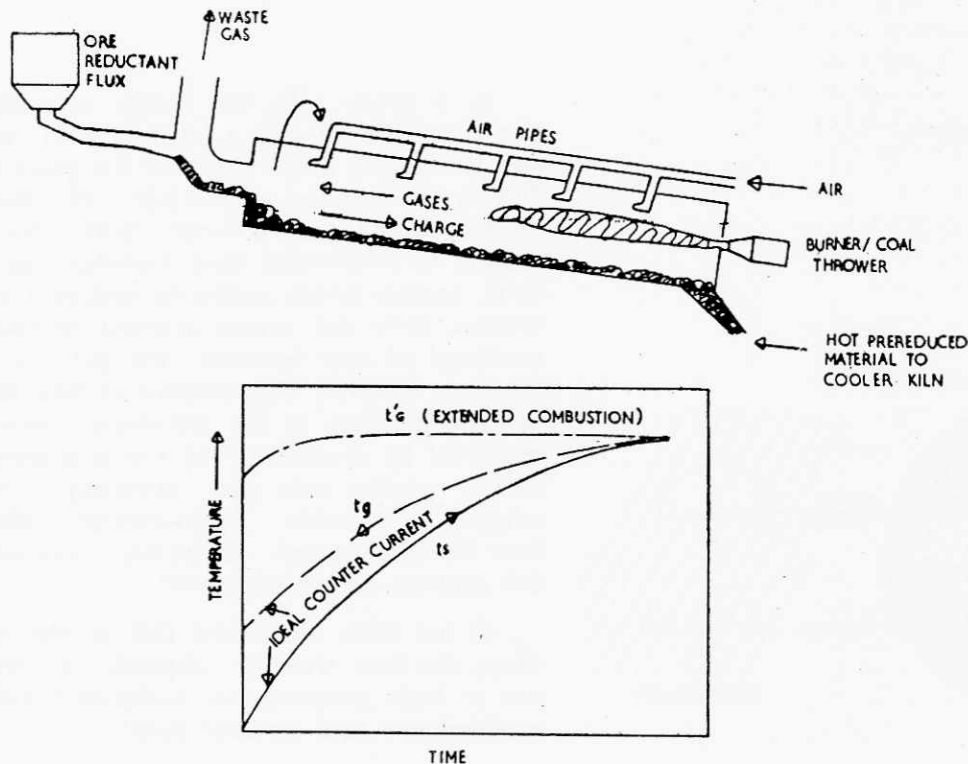 WASTE
GAS
ORE
REDUCTANT
FLUX
AIR PIPES
AIR
GASES
CHARGE
BURNER/COAL
THROWER
HOT PREREDUCED
MATERIAL TO
COOLER KILN
t'G (EXTENDED COMBUSTION)
tg
IDEAL COUNTER CURRENT
ts
TEMPERATURE
TIME